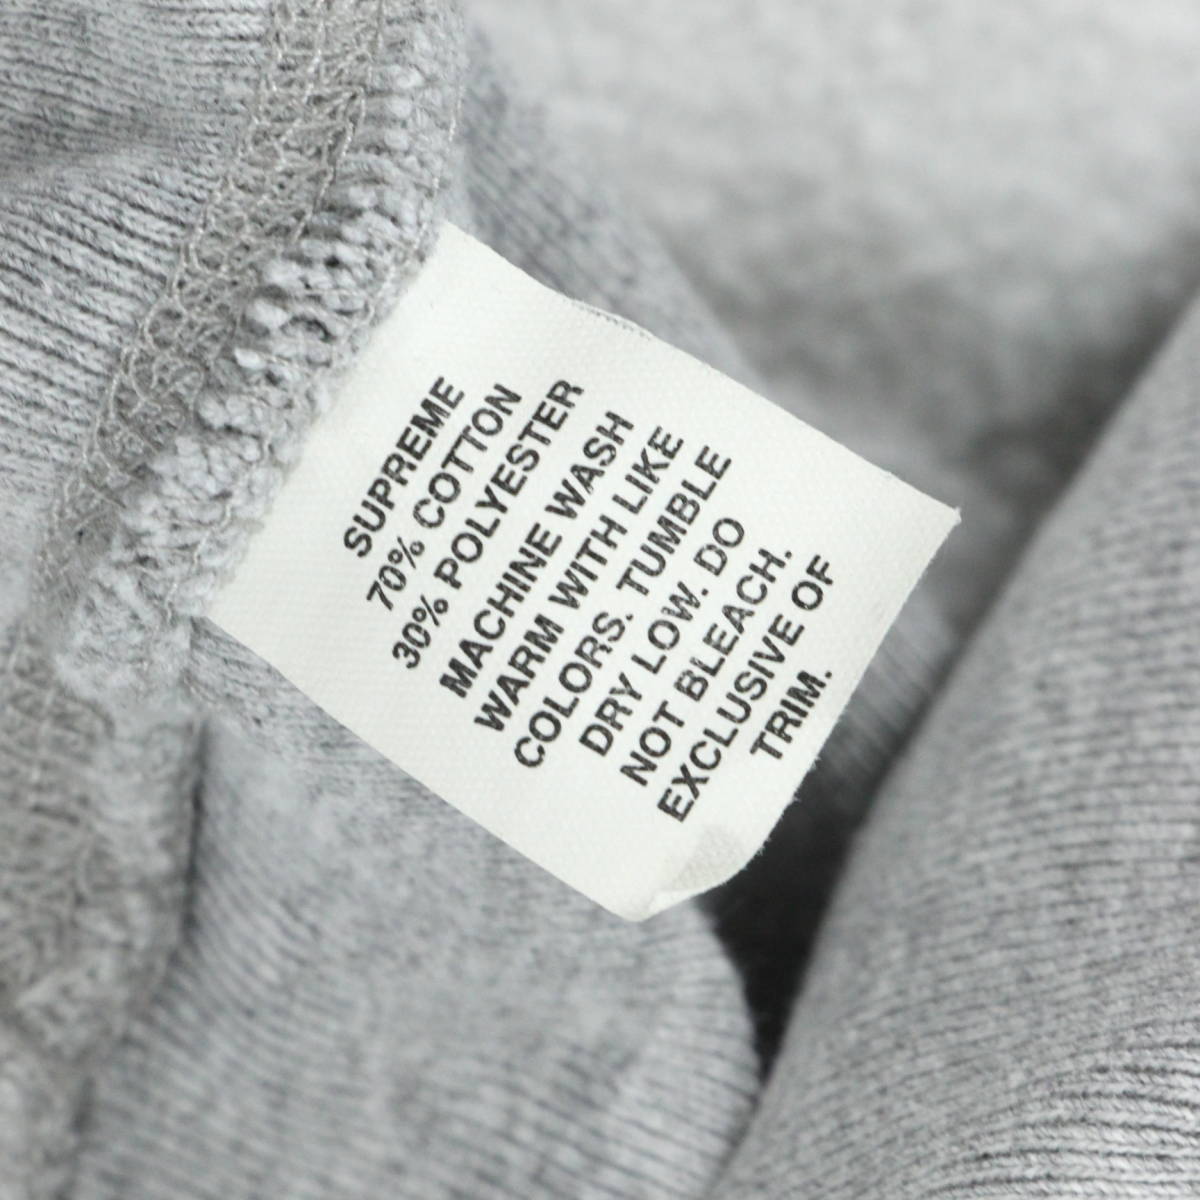 SUPREME
70% COTTON
30% POLYESTER
MACHINE WASH
WARM WITH LIKE
COLORS. TUMBLE
DRY LOW. DO
NOT BLEACH.
EXCLUSIVE OF
TRIM.